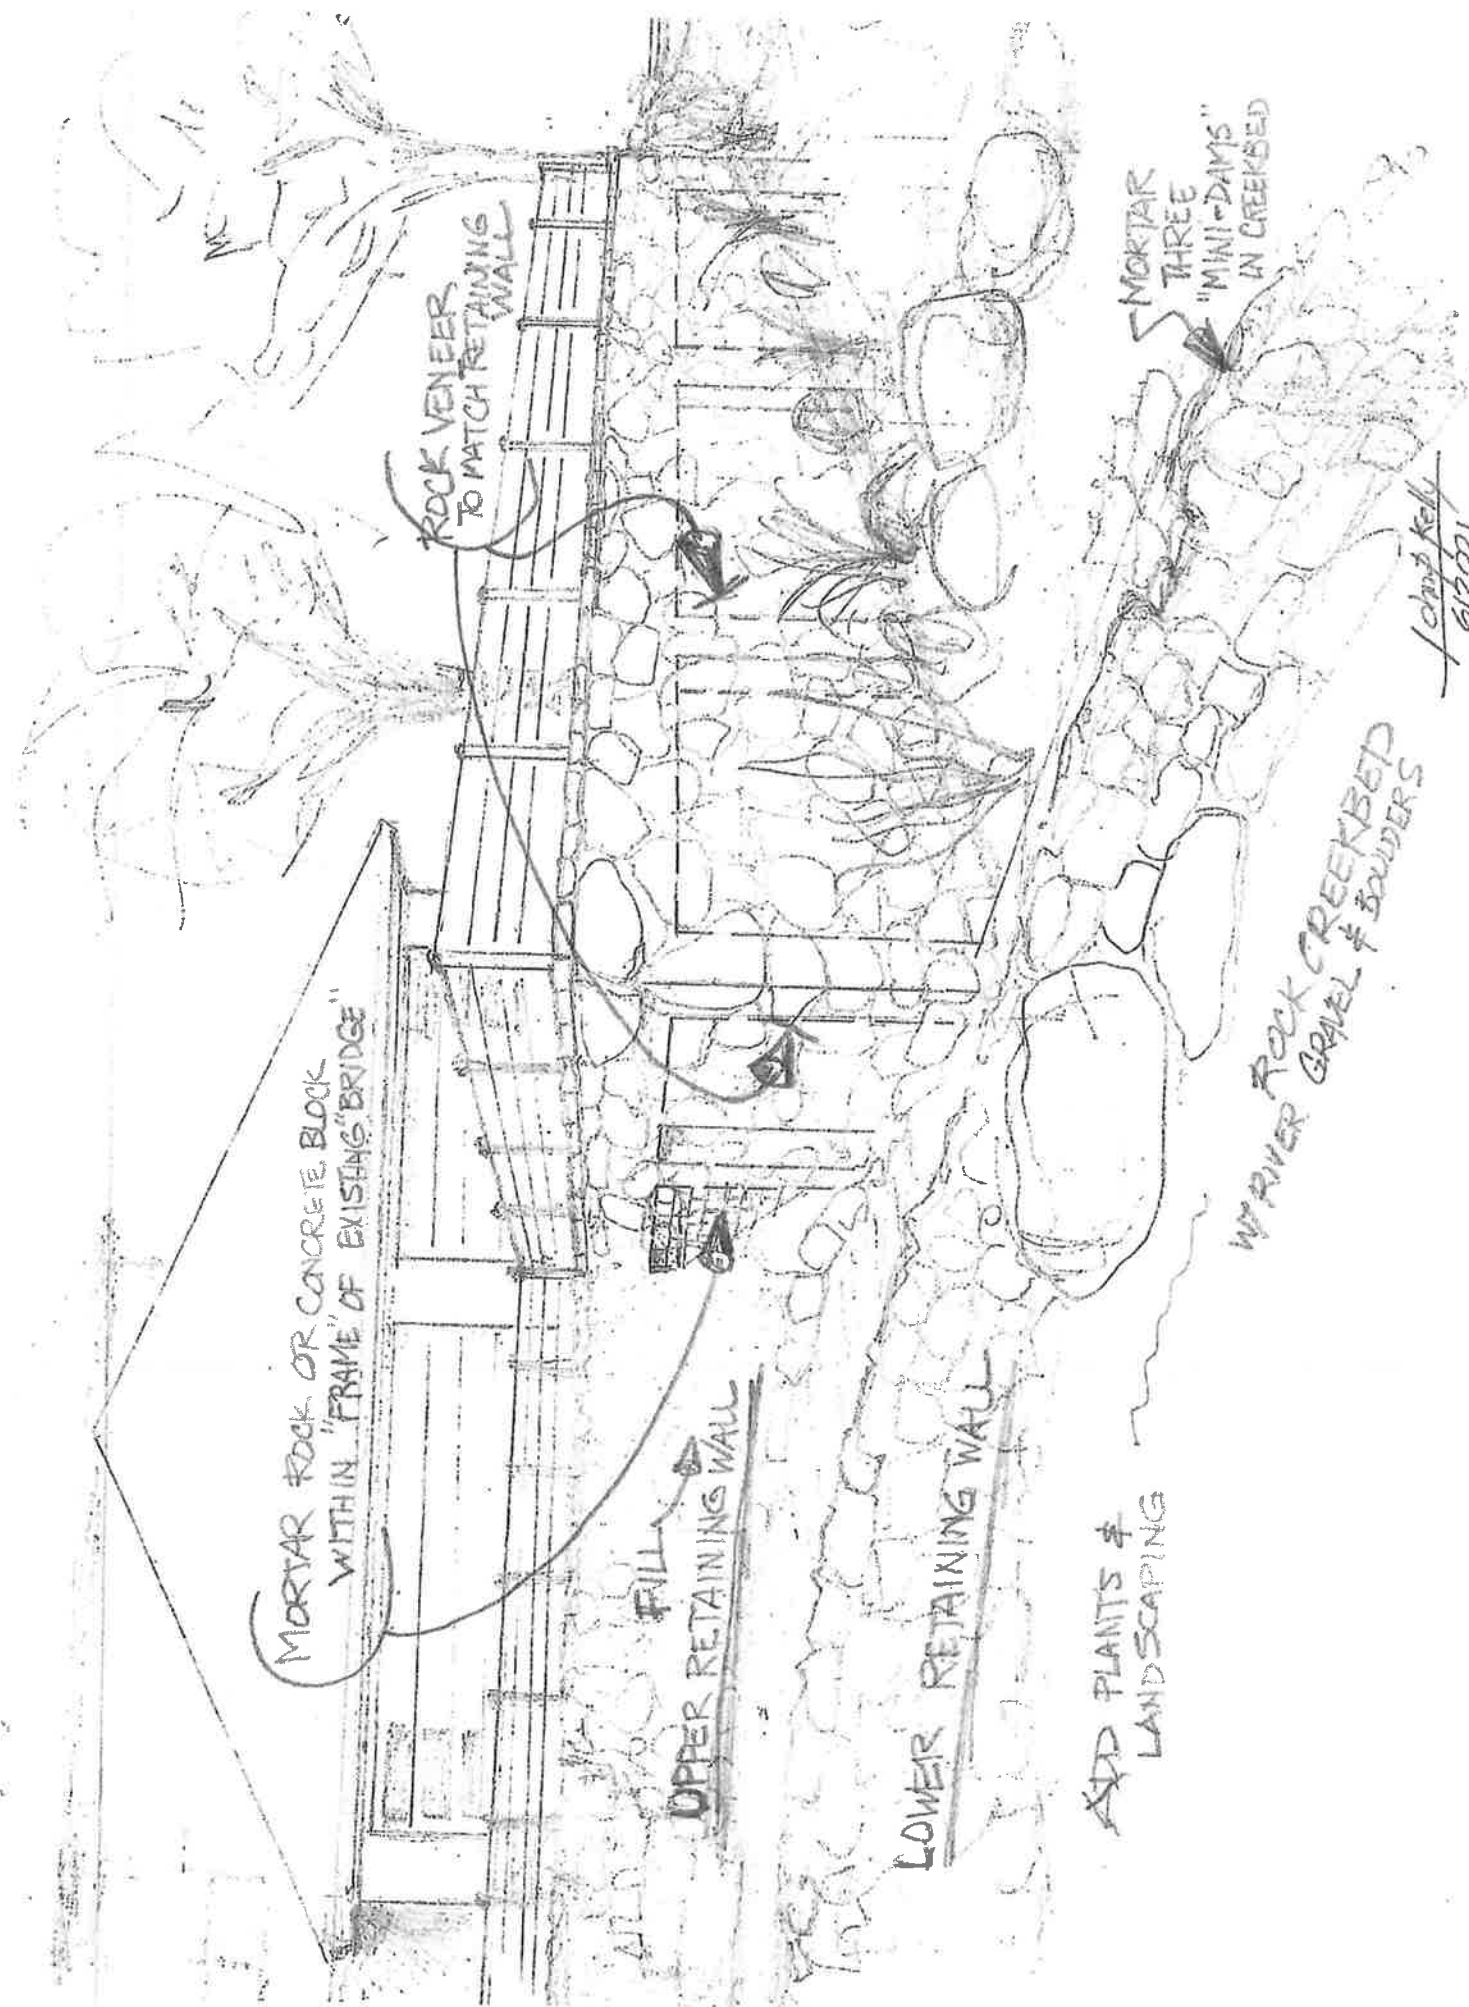 MORTAR ROCK OR CONCRETE BLOCK
WITHIN "FRAME" OF EXISTING "BRIDGE"
ROCK VENEER
TO MATCH RETAINING
WALL
FILL
UPPER RETAINING WALL
LOWER RETAINING WALL
ADD PLANTS &
LANDSCAPING
W/ RIVER ROCK CREEKBED
GRAVEL & BOULDERS
MORTAR
THREE
"MINI-DAMS"
IN CREEKBED
Kelly